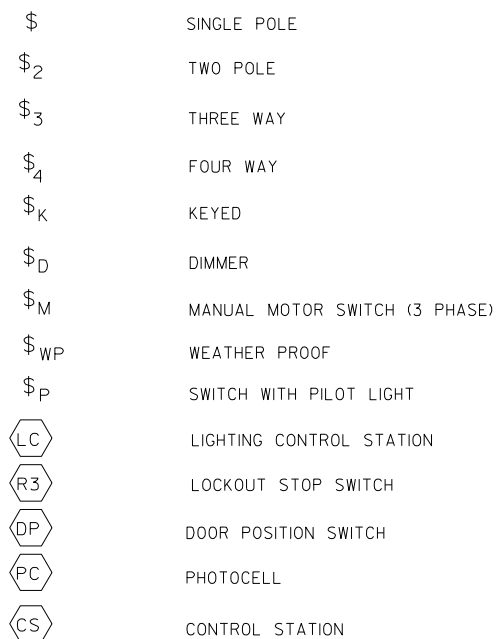 $ SINGLE POLE
$2 TWO POLE
$3 THREE WAY
$4 FOUR WAY
$K KEYED
$D DIMMER
$M MANUAL MOTOR SWITCH (3 PHASE)
$WP WEATHER PROOF
$P SWITCH WITH PILOT LIGHT
LC LIGHTING CONTROL STATION
R3 LOCKOUT STOP SWITCH
DP DOOR POSITION SWITCH
PC PHOTOCELL
CS CONTROL STATION